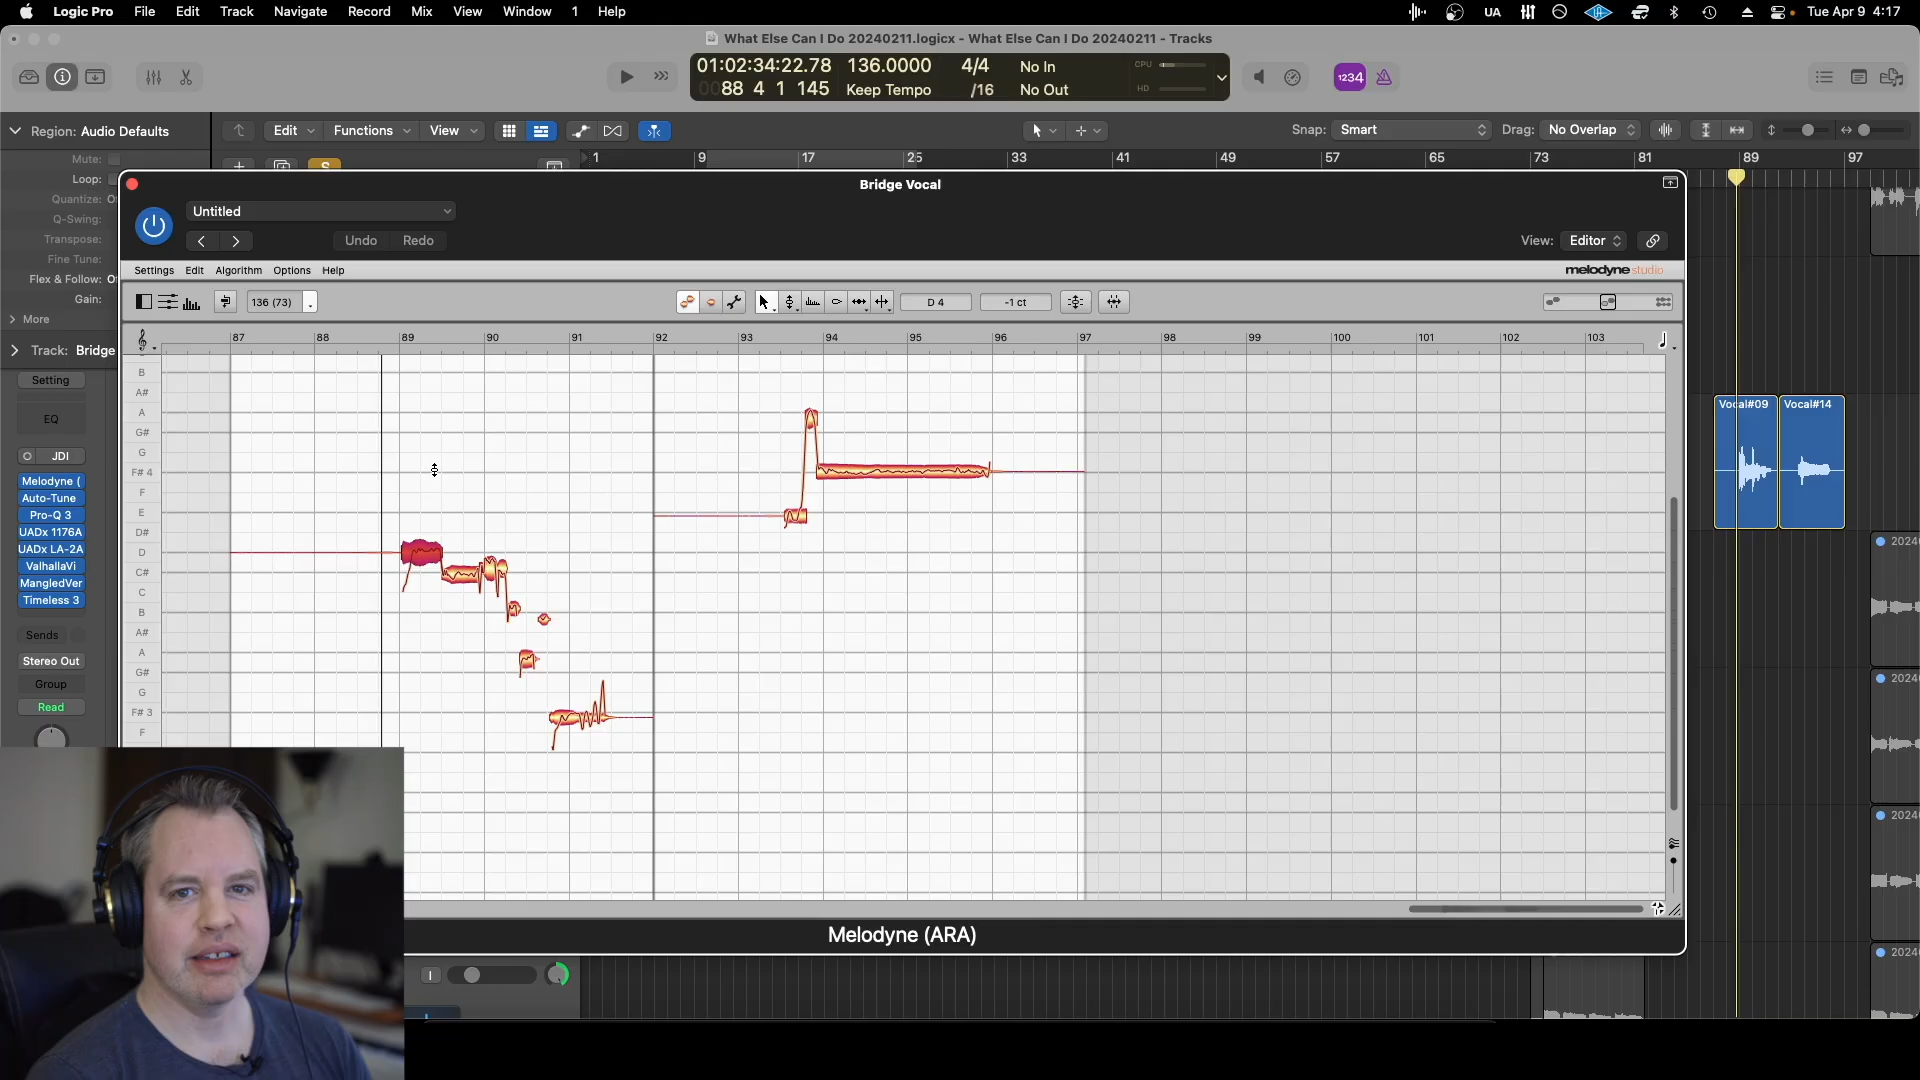 Logic Pro File Edit Track Navigate Record Mix View Window 1 Help UA Tue Apr 9 4:17
What Else Can I Do 20240211.logicx - What Else Can I Do 20240211 - Tracks
01:02:34:22.78 136.0000 4/4 No In CPU
0088 4 1 145 Keep Tempo /16 No Out HD
1234
Region: Audio Defaults Edit Functions View Snap: Smart Drag: No Overlap
Mute: S 1 9 17 25 33 41 49 57 65 73 81 89 97
Loop:
Quantize:
Q-Swing:
Transpose:
Fine Tune:
Flex & Follow:
Gain:
More
Track: Bridge
Setting
EQ
JDI
Melodyne (
Auto-Tune
Pro-Q 3
UADx 1176A
UADx LA-2A
ValhallaVi
MangledVer
Timeless 3
Sends
Stereo Out
Group
Read
Bridge Vocal
Untitled
Undo Redo View: Editor
Settings Edit Algorithm Options Help melodyne studio
136 (73) D 4 -1 ct
87 88 89 90 91 92 93 94 95 96 97 98 99 100 101 102 103
B
A#
A
G#
G
F# 4
F
E
D#
D
C#
C
B
A#
A
G#
G
F# 3
F
Melodyne (ARA)
I
Vocal#09 Vocal#14